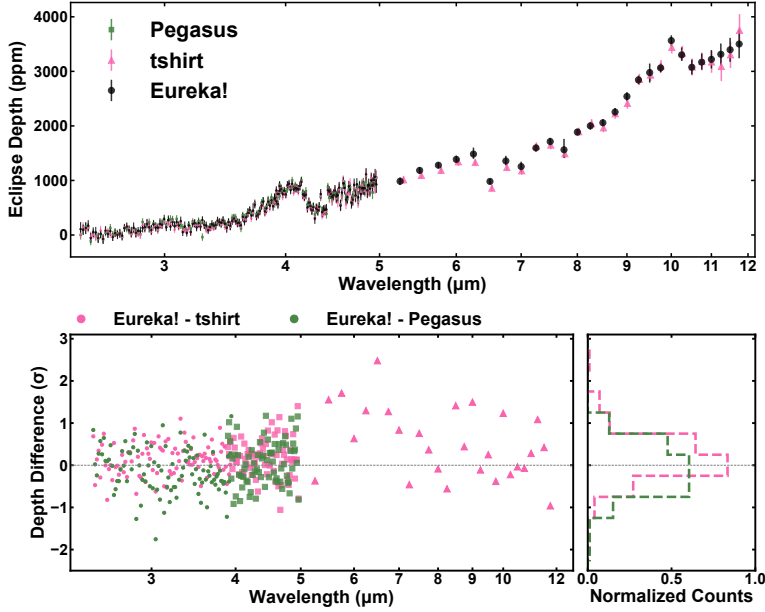 4000
3000
2000
1000
0
Eclipse Depth (ppm)
Pegasus
tshirt
Eureka!
3 4 5 6 7 8 9 10 11 12
Wavelength (μm)
Eureka! - tshirt Eureka! - Pegasus
3
2
1
0
−1
−2
Depth Difference (σ)
3 4 5 6 7 8 9 10 12
Wavelength (μm)
0.0 0.5 1.0
Normalized Counts